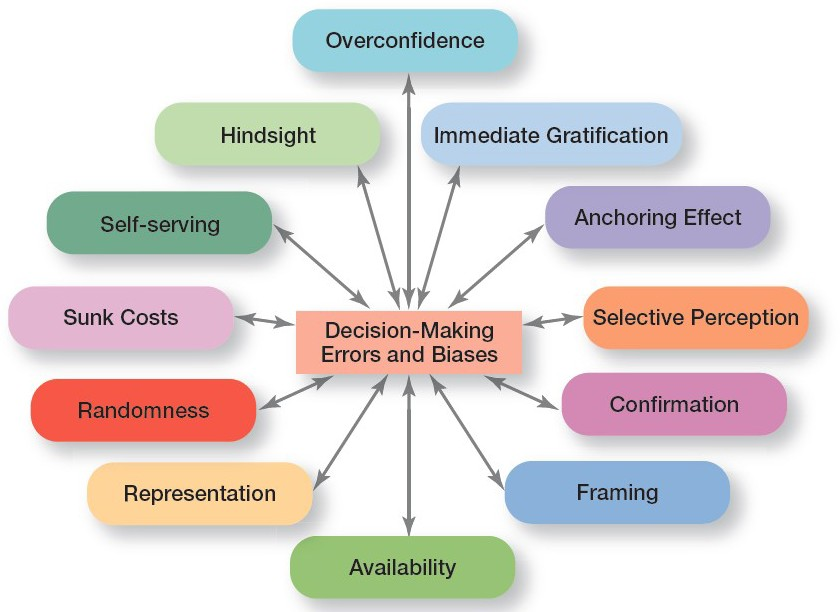 Overconfidence
Hindsight
Immediate Gratification
Self-serving
Anchoring Effect
Sunk Costs
Decision-Making
Errors and Biases
Selective Perception
Randomness
Confirmation
Representation
Framing
Availability